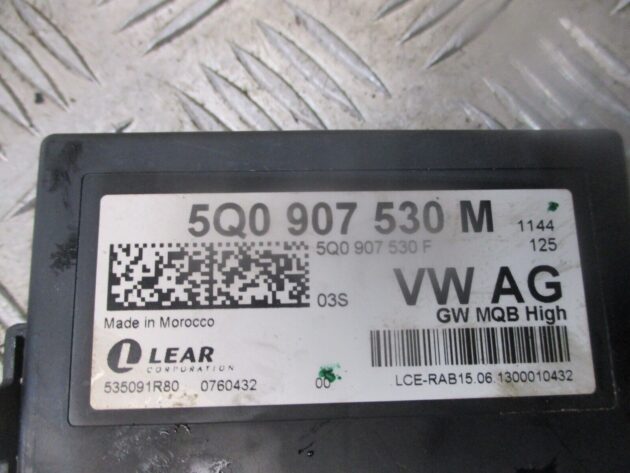 5Q0 907 530 M 1144
5Q0 907 530 F 125
03S VW AG
GW MQB High
Made in Morocco
LEAR
CORPORATION
535091R80 0760432 00 LCE-RAB15.06.1300010432